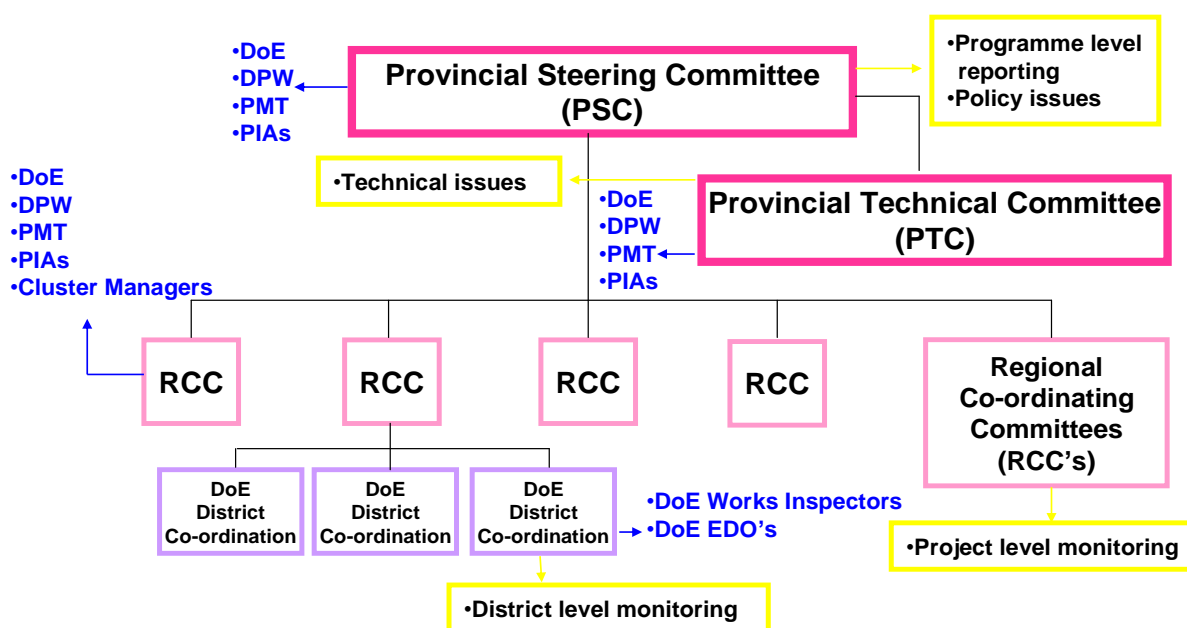 •DoE
•DPW
•PMT
•PIAs
Provincial Steering Committee
(PSC)
•Programme level
reporting
•Policy issues
•Technical issues
•DoE
•DPW
•PMT
•PIAs
•Cluster Managers
•DoE
•DPW
•PMT
•PIAs
Provincial Technical Committee
(PTC)
RCC
RCC
RCC
RCC
Regional
Co-ordinating
Committees
(RCC's)
DoE
District
Co-ordination
DoE
District
Co-ordination
DoE
District
Co-ordination
•DoE Works Inspectors
•DoE EDO's
•Project level monitoring
•District level monitoring